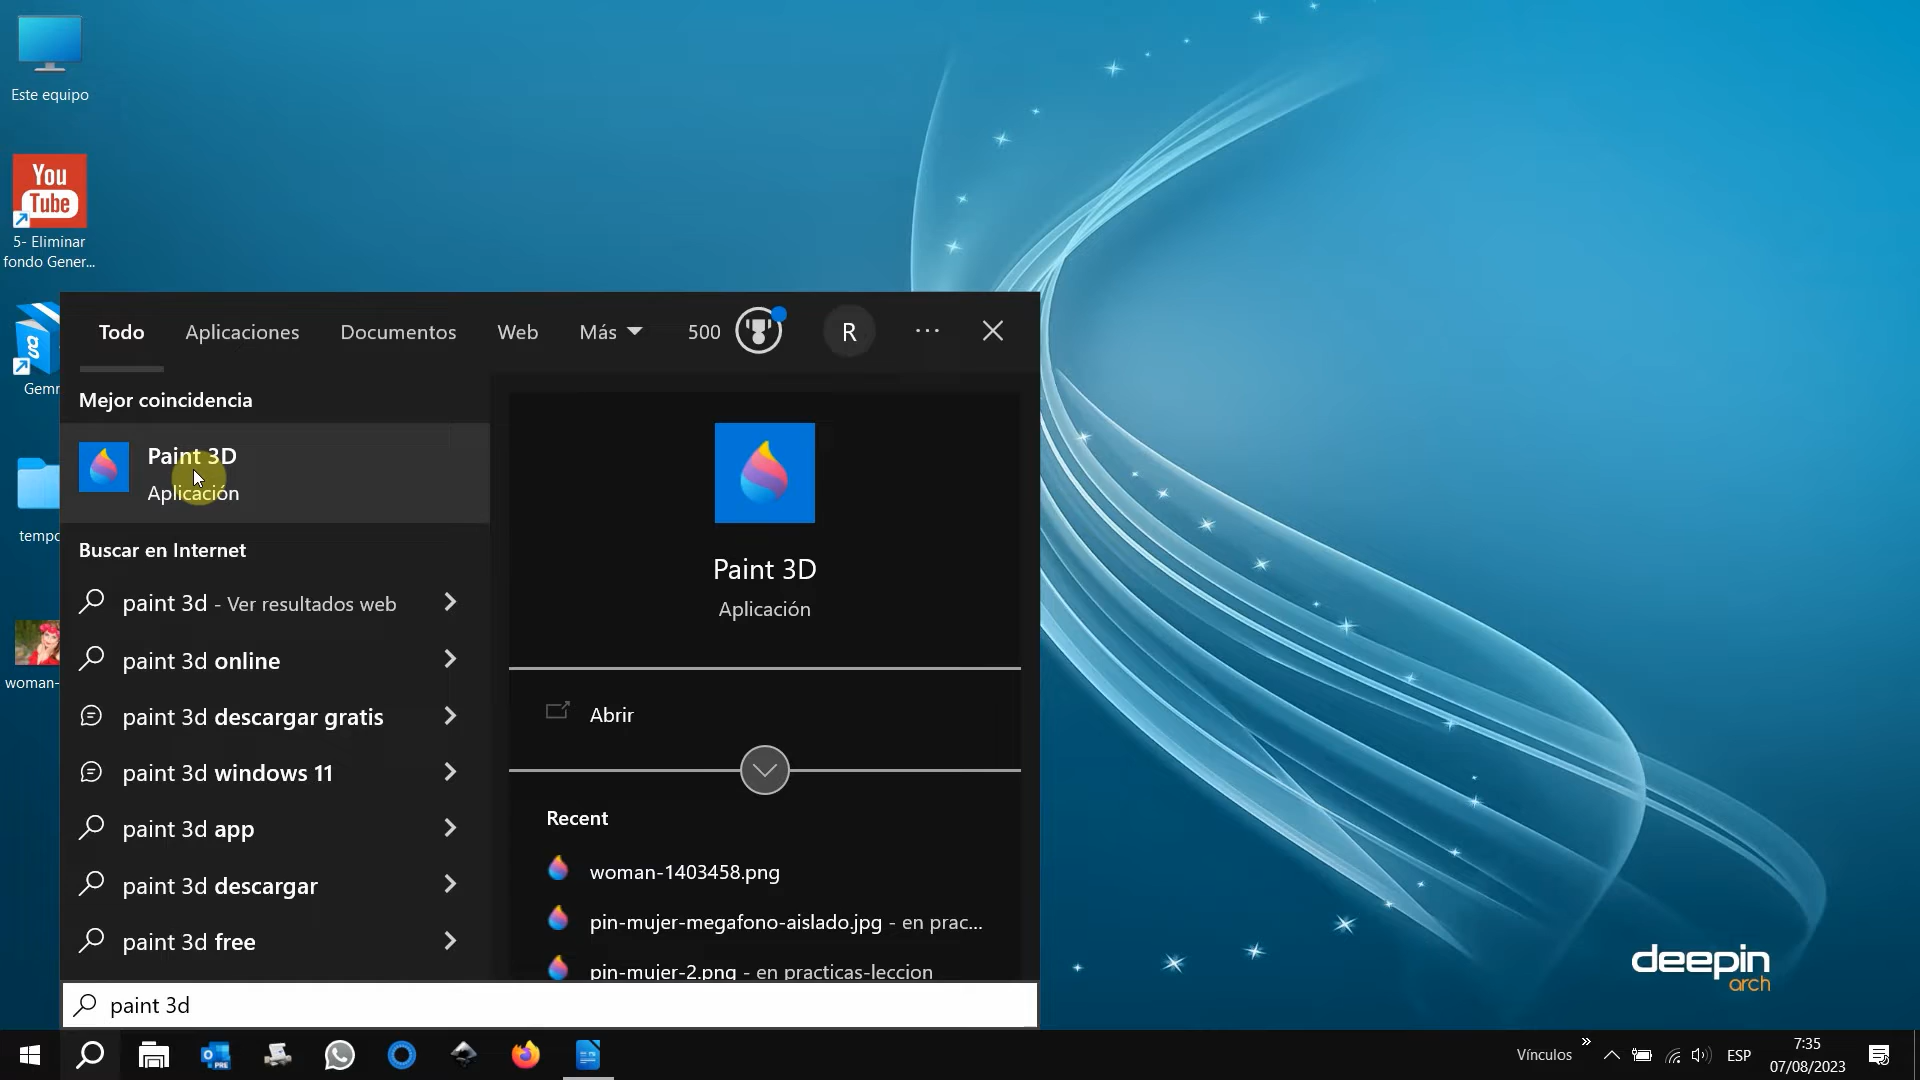 Este equipo
You
Tube
5- Eliminar
fondo Gener...
g
Gemr
tempo
woman-
Todo
Aplicaciones
Documentos
Web
Más
500
R
Mejor coincidencia
Paint 3D
Aplicación
Buscar en Internet
paint 3d - Ver resultados web
paint 3d online
paint 3d descargar gratis
paint 3d windows 11
paint 3d app
paint 3d descargar
paint 3d free
Paint 3D
Aplicación
Abrir
Recent
woman-1403458.png
pin-mujer-megafono-aislado.jpg - en prac...
pin-mujer-2.png - en practicas-leccion
paint 3d
deepin
arch
PRE
Vínculos
ESP
7:35
07/08/2023